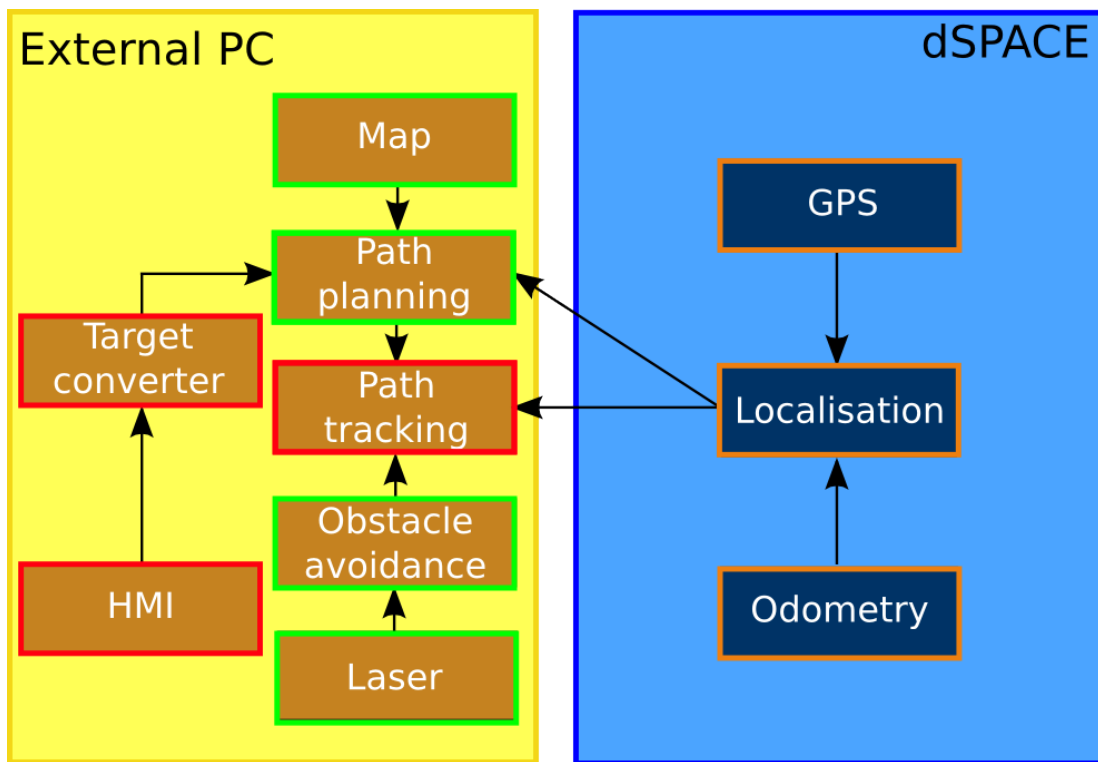 External PC
Map
Path
planning
Target
converter
Path
tracking
Obstacle
avoidance
HMI
Laser
dSPACE
GPS
Localisation
Odometry